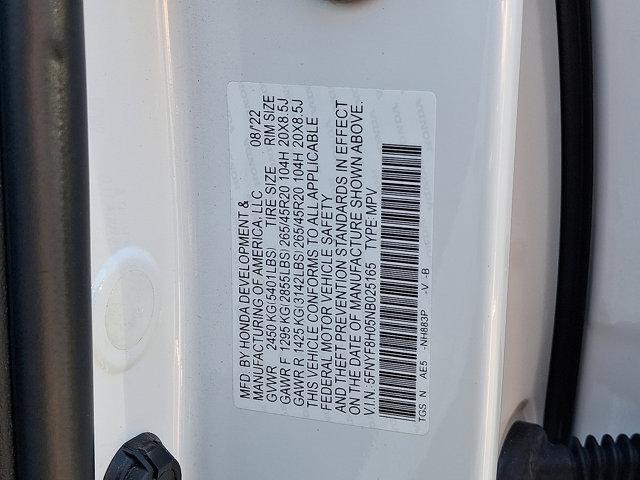 MFD. BY HONDA DEVELOPMENT &
MANUFACTURING OF AMERICA, LLC 08/22
GVWR 2450 KG(5401LBS) TIRE SIZE RIM SIZE
GAWR F 1295 KG(2855LBS)265/45R20 104H 20X8.5J
GAWR R 1425 KG(3142LBS)265/45R20 104H 20X8.5J
THIS VEHICLE CONFORMS TO ALL APPLICABLE
FEDERAL MOTOR VEHICLE SAFETY
AND THEFT PREVENTION STANDARDS IN EFFECT
ON THE DATE OF MANUFACTURE SHOWN ABOVE.
V.I.N.:5FNYF8H05NB025165 TYPE:MPV
TGS N AE5 -NH883P -V -B